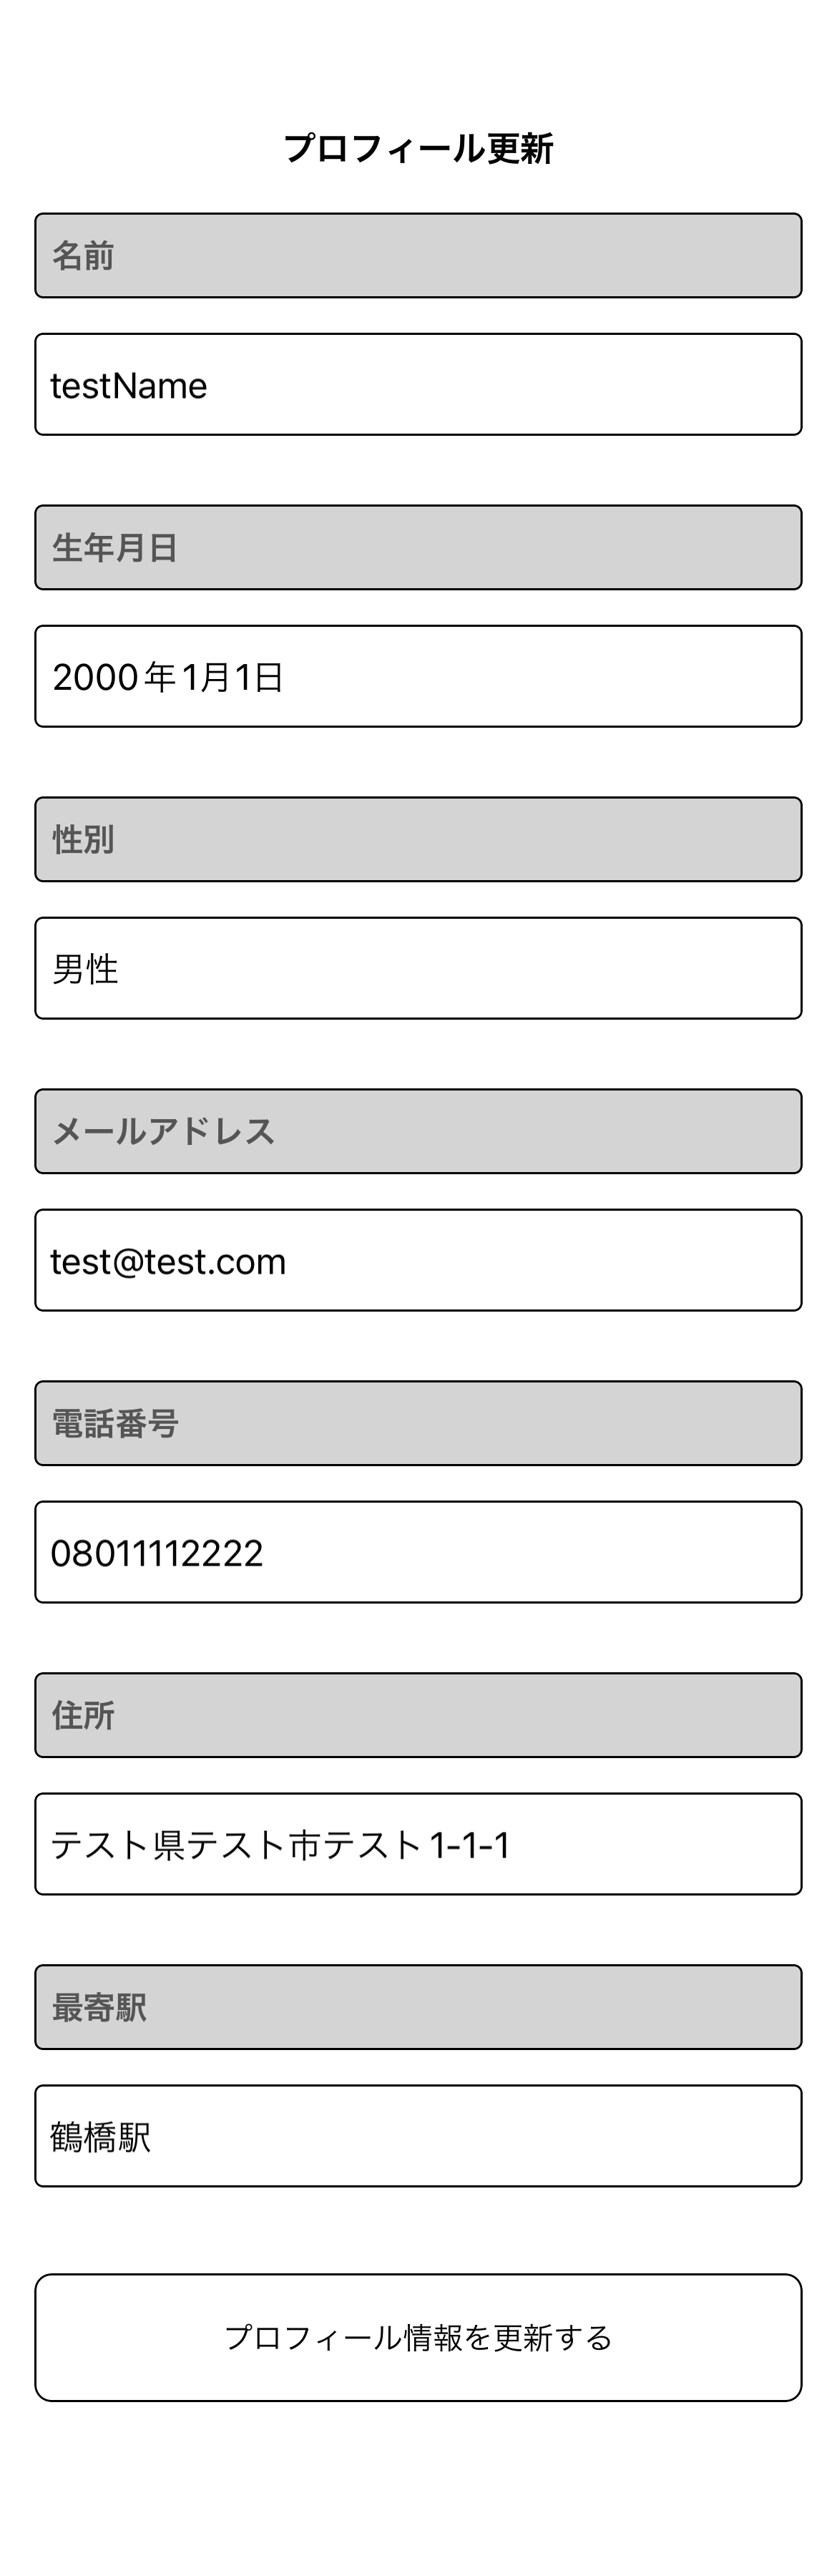 プロフィール更新
名前
testName
生年月日
2000年1月1日
性別
男性
メールアドレス
test@test.com
電話番号
08011112222
住所
テスト県テスト市テスト1-1-1
最寄駅
鶴橋駅
プロフィール情報を更新する